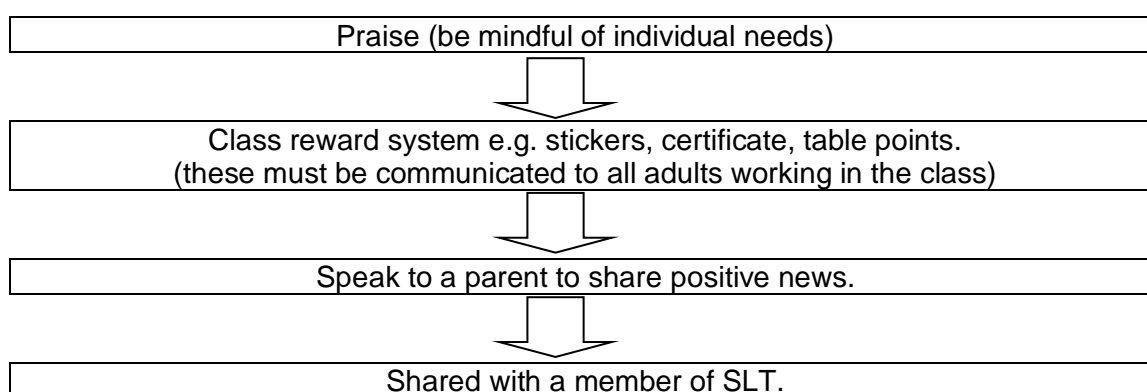 Praise (be mindful of individual needs)
Class reward system e.g. stickers, certificate, table points.
(these must be communicated to all adults working in the class)
Speak to a parent to share positive news.
Shared with a member of SLT.